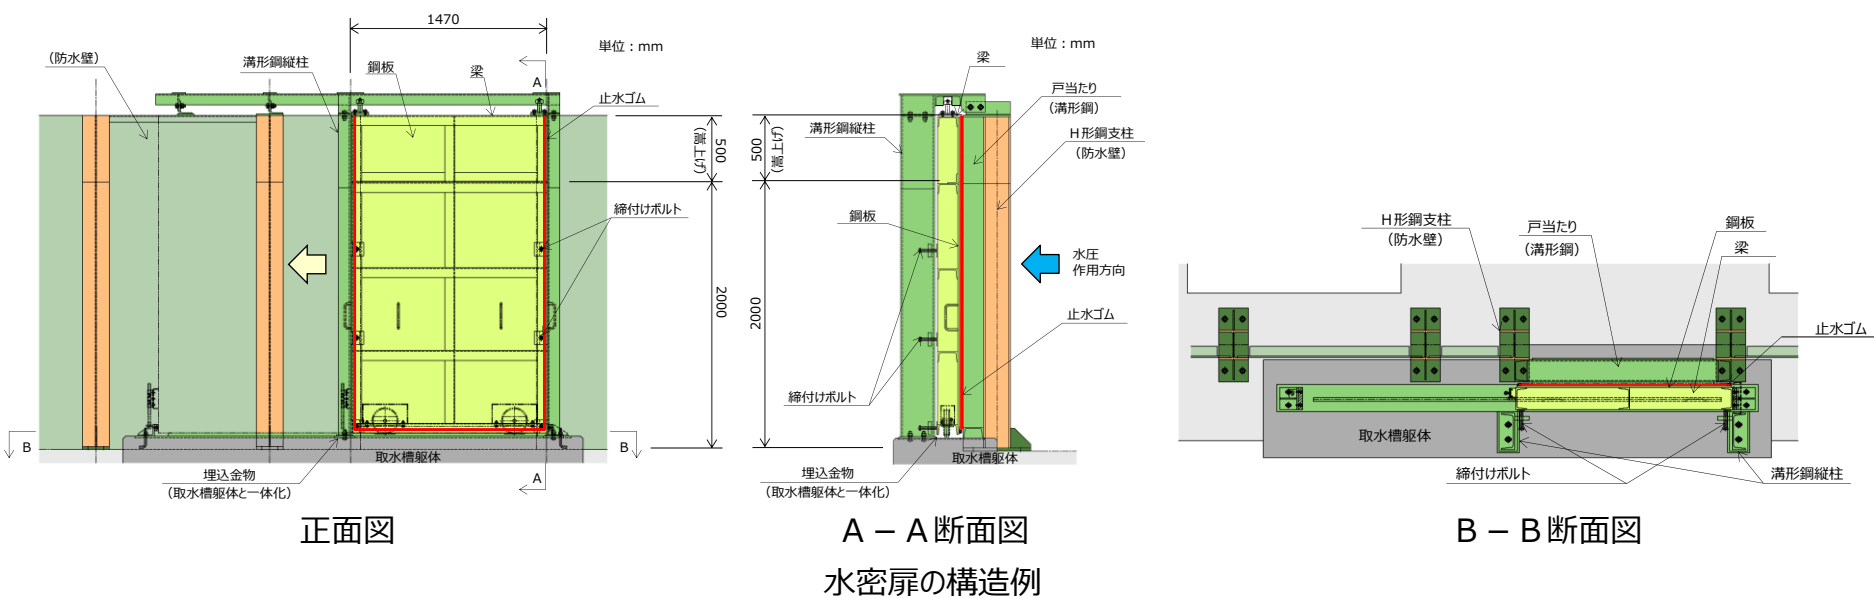 1470
単位：mm
(防水壁)
溝形鋼縦柱
鋼板
梁
A
止水ゴム
500
(嵩上げ)
締付けボルト
2000
B
B
取水槽躯体
埋込金物
(取水槽躯体と一体化)
A
正面図
単位：mm
梁
戸当たり
(溝形鋼)
溝形鋼縦柱
H形鋼支柱
(防水壁)
500
(嵩上げ)
鋼板
水圧
作用方向
2000
止水ゴム
締付けボルト
取水槽躯体
埋込金物
(取水槽躯体と一体化)
A－A断面図
H形鋼支柱
(防水壁)
戸当たり
(溝形鋼)
鋼板
梁
止水ゴム
取水槽躯体
締付けボルト
溝形鋼縦柱
B－B断面図
水密扉の構造例